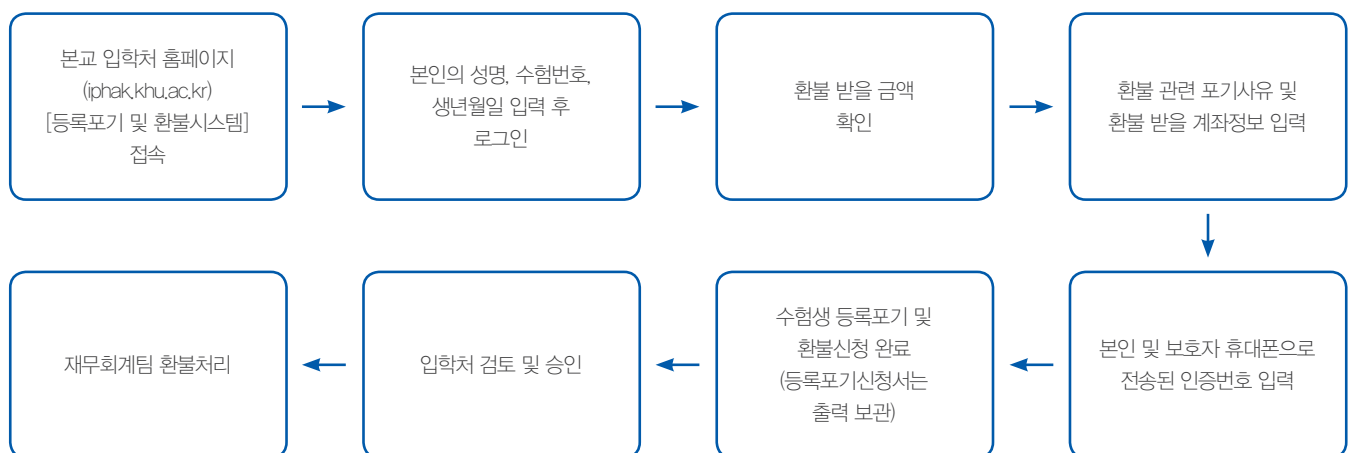 본교 입학처 홈페이지
(iphak.khu.ac.kr)
[등록포기 및 환불시스템]
접속
본인의 성명, 수험번호,
생년월일 입력 후
로그인
환불 받을 금액
확인
환불 관련 포기사유 및
환불 받을 계좌정보 입력
본인 및 보호자 휴대폰으로
전송된 인증번호 입력
수험생 등록포기 및
환불신청 완료
(등록포기신청서는
출력 보관)
입학처 검토 및 승인
재무회계팀 환불처리